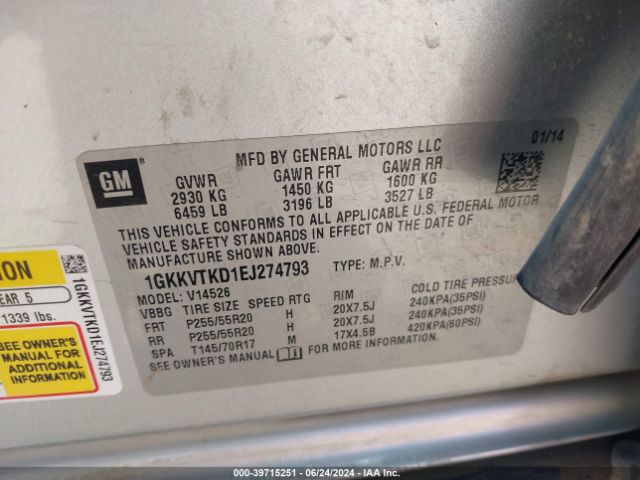 GM
MFD BY GENERAL MOTORS LLC
01/14
GVWR GAWR FRT GAWR RR
2930 KG 1450 KG 1600 KG
6459 LB 3196 LB 3527 LB
THIS VEHICLE CONFORMS TO ALL APPLICABLE U.S. FEDERAL MOTOR
VEHICLE SAFETY STANDARDS IN EFFECT ON THE DATE OF
MANUFACTURE SHOWN ABOVE.
1GKKVTKD1EJ274793 TYPE: M.P.V.
MODEL: V14526
VBBG TIRE SIZE SPEED RTG RIM COLD TIRE PRESSURE
FRT P255/55R20 H 20X7.5J 240KPA(35PSI)
RR P255/55R20 H 20X7.5J 240KPA(35PSI)
SPA T145/70R17 M 17X4.5B 420KPA(60PSI)
SEE OWNER'S MANUAL FOR MORE INFORMATION.
ION
EAR 5
1339 lbs.
SEE OWNER'S
MANUAL FOR
ADDITIONAL
INFORMATION
1GKKVTKD1EJ274793
000-39715251 - 06/24/2024 - IAA Inc.